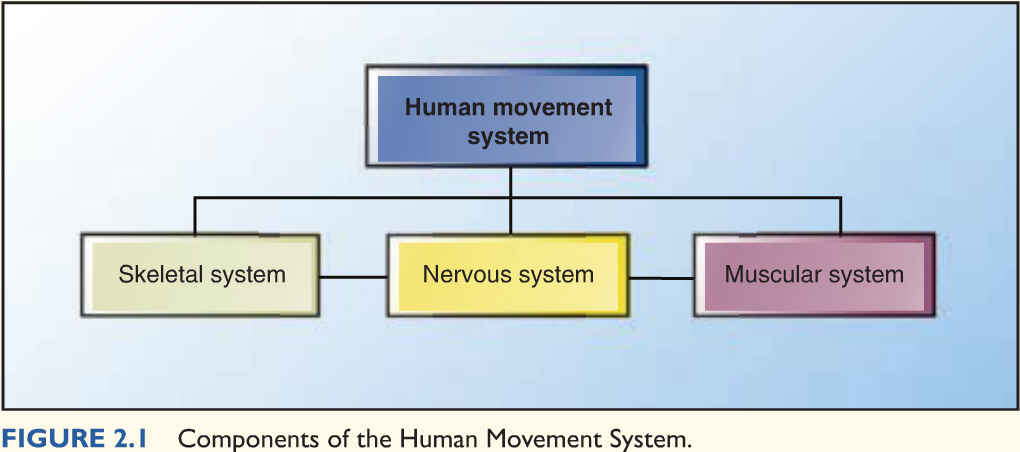 Human movement
system
Skeletal system
Nervous system
Muscular system
FIGURE 2.1 Components of the Human Movement System.